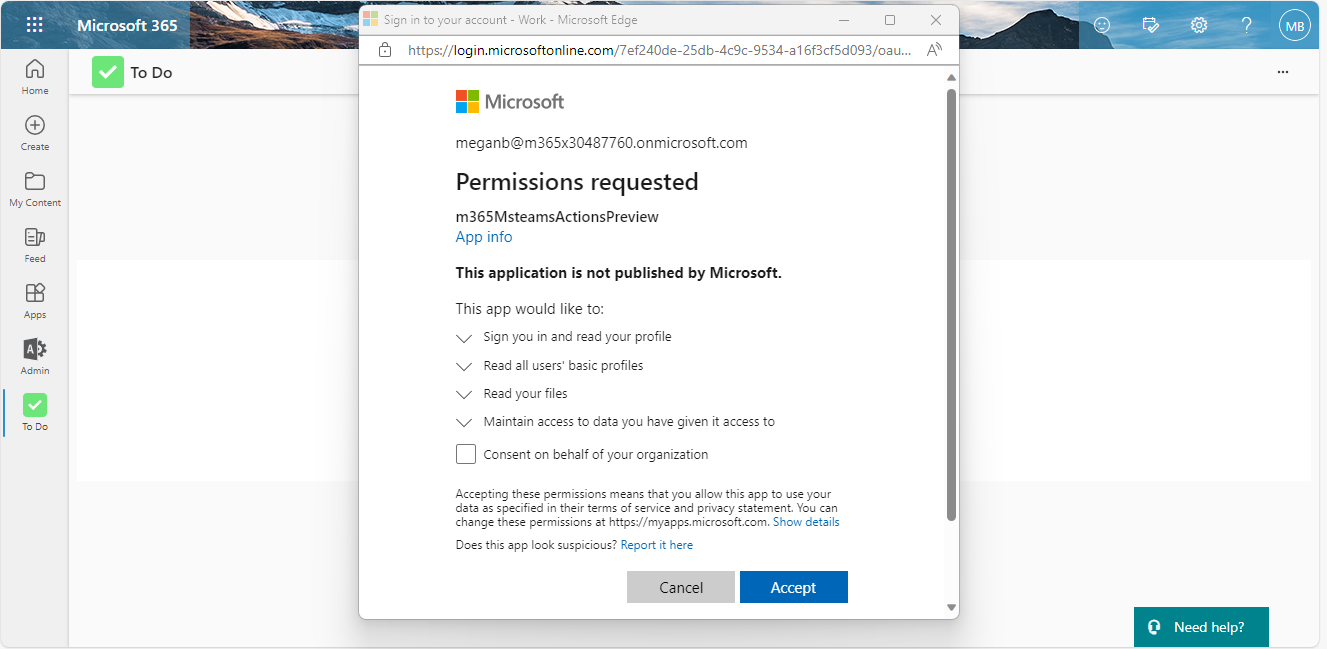 Microsoft 365
Sign in to your account - Work - Microsoft Edge
MB
https://login.microsoftonline.com/7ef240de-25db-4c9c-9534-a16f3cf5d093/oau...
To Do
Home
Create
My Content
Feed
Apps
Admin
To Do
Microsoft
meganb@m365x30487760.onmicrosoft.com
Permissions requested
m365MsteamsActionsPreview
App info
This application is not published by Microsoft.
This app would like to:
Sign you in and read your profile
Read all users' basic profiles
Read your files
Maintain access to data you have given it access to
Consent on behalf of your organization
Accepting these permissions means that you allow this app to use your
data as specified in their terms of service and privacy statement. You can
change these permissions at https://myapps.microsoft.com. Show details
Does this app look suspicious? Report it here
Cancel
Accept
Need help?